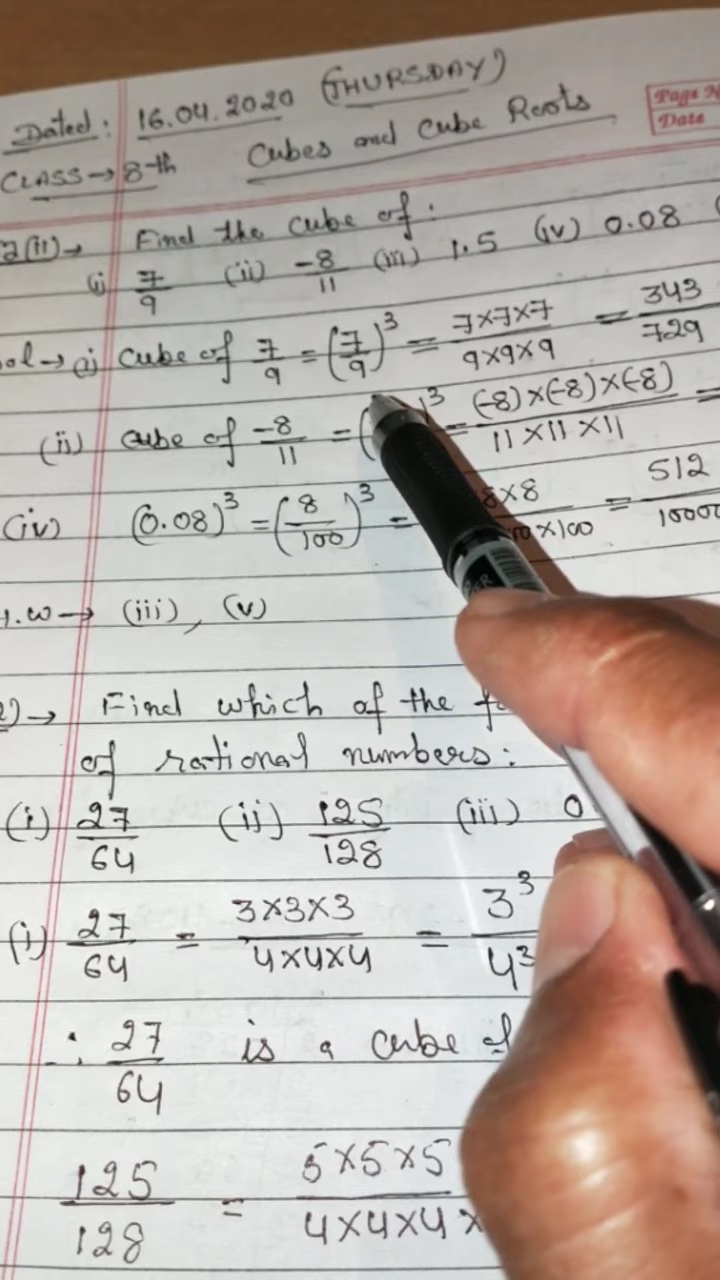 Dated: 16.04.2020 (THURSDAY)
CLASS → 8th Cubes and Cube Roots
Page N
Date
2(ii) → Find the cube of:
(i) 7/9 (ii) -8/11 (iii) 1.5 (iv) 0.08 (
ol → (i) Cube of 7/9 = (7/9)³ = 7×7×7/9×9×9 = 343/729
(ii) cube of -8/11 = ( )³ = (-8)×(-8)×(-8)/11×11×11 =
(iv) (0.08)³ = (8/100)³ = 8×8/00×100 = 512/10000
H.W → (iii), (v)
2) → Find which of the f
of rational numbers:
(i) 27/64 (ii) 125/128 (iii) 0
(i) 27/64 = 3×3×3/4×4×4 = 3³/4³
∴ 27/64 is a cube of
125/128 = 5×5×5/4×4×4×